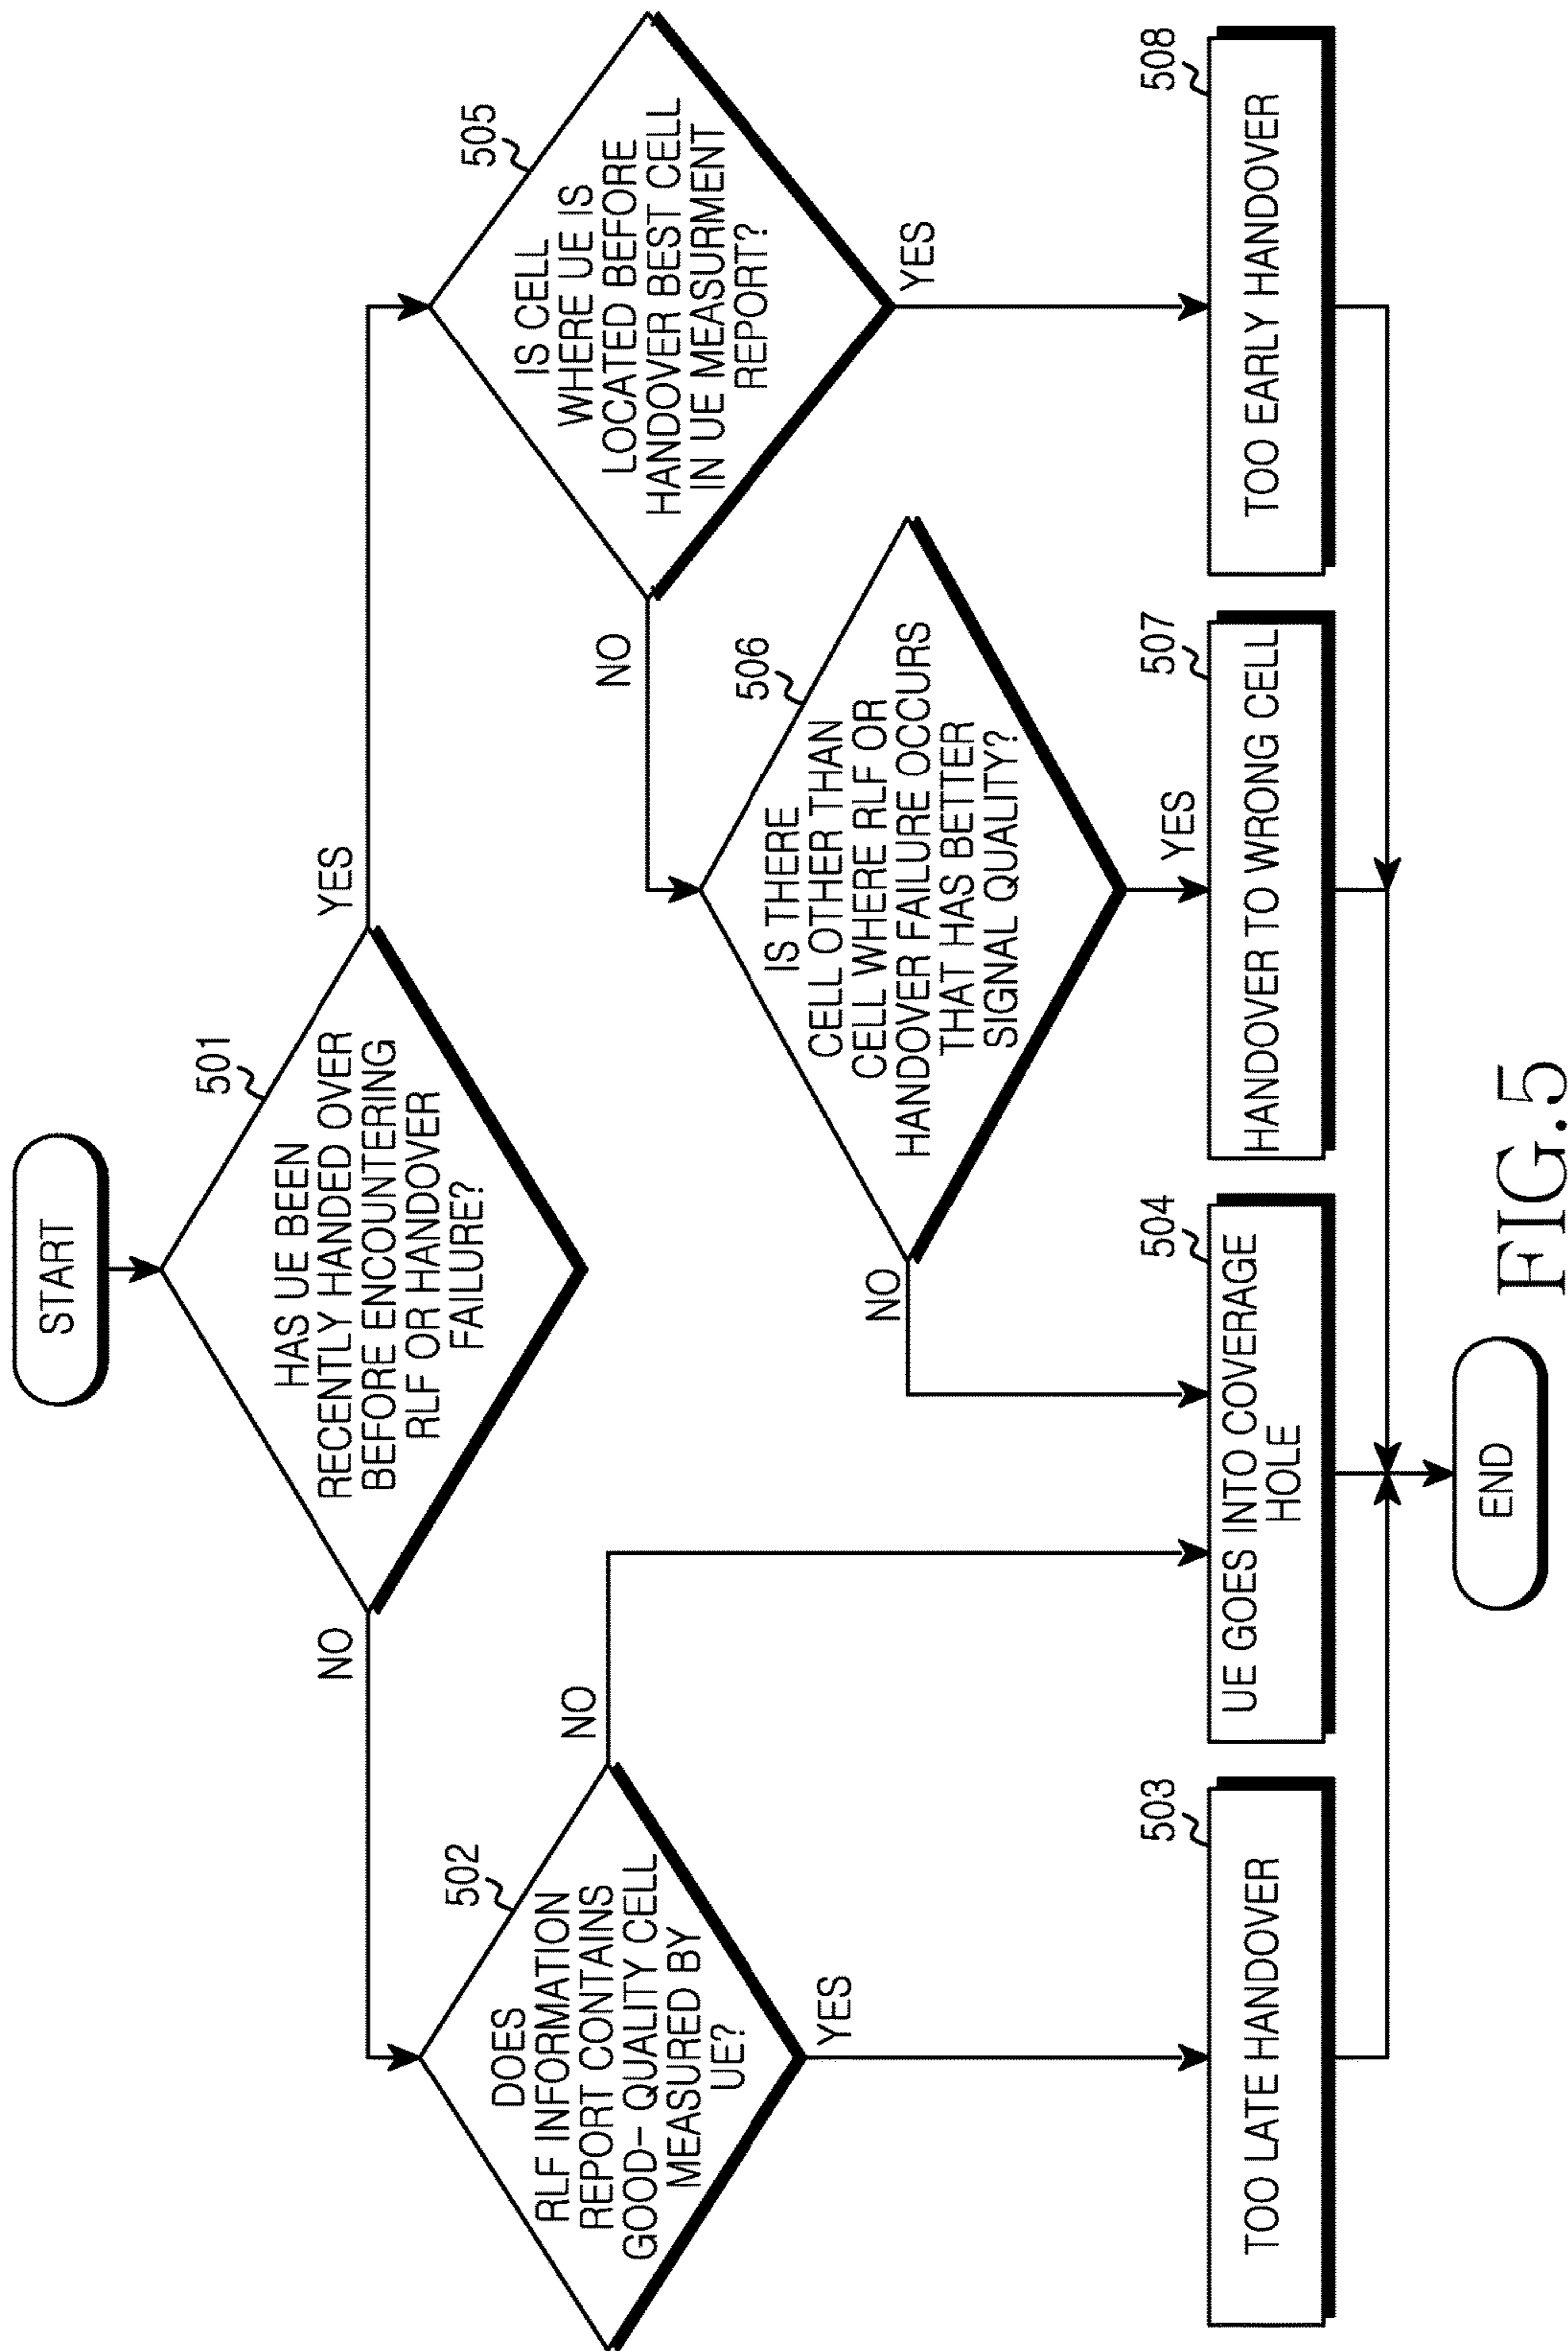 START
501
HAS UE BEEN
RECENTLY HANDED OVER
BEFORE ENCOUNTERING
RLF OR HANDOVER
FAILURE?
NO
YES
502
DOES
RLF INFORMATION
REPORT CONTAINS
GOOD- QUALITY CELL
MEASURED BY
UE?
NO
YES
505
IS CELL
WHERE UE IS
LOCATED BEFORE
HANDOVER BEST CELL
IN UE MEASURMENT
REPORT?
NO
YES
506
IS THERE
CELL OTHER THAN
CELL WHERE RLF OR
HANDOVER FAILURE OCCURS
THAT HAS BETTER
SIGNAL QUALITY?
NO
YES
503
TOO LATE HANDOVER
504
UE GOES INTO COVERAGE
HOLE
507
HANDOVER TO WRONG CELL
508
TOO EARLY HANDOVER
END
FIG.5